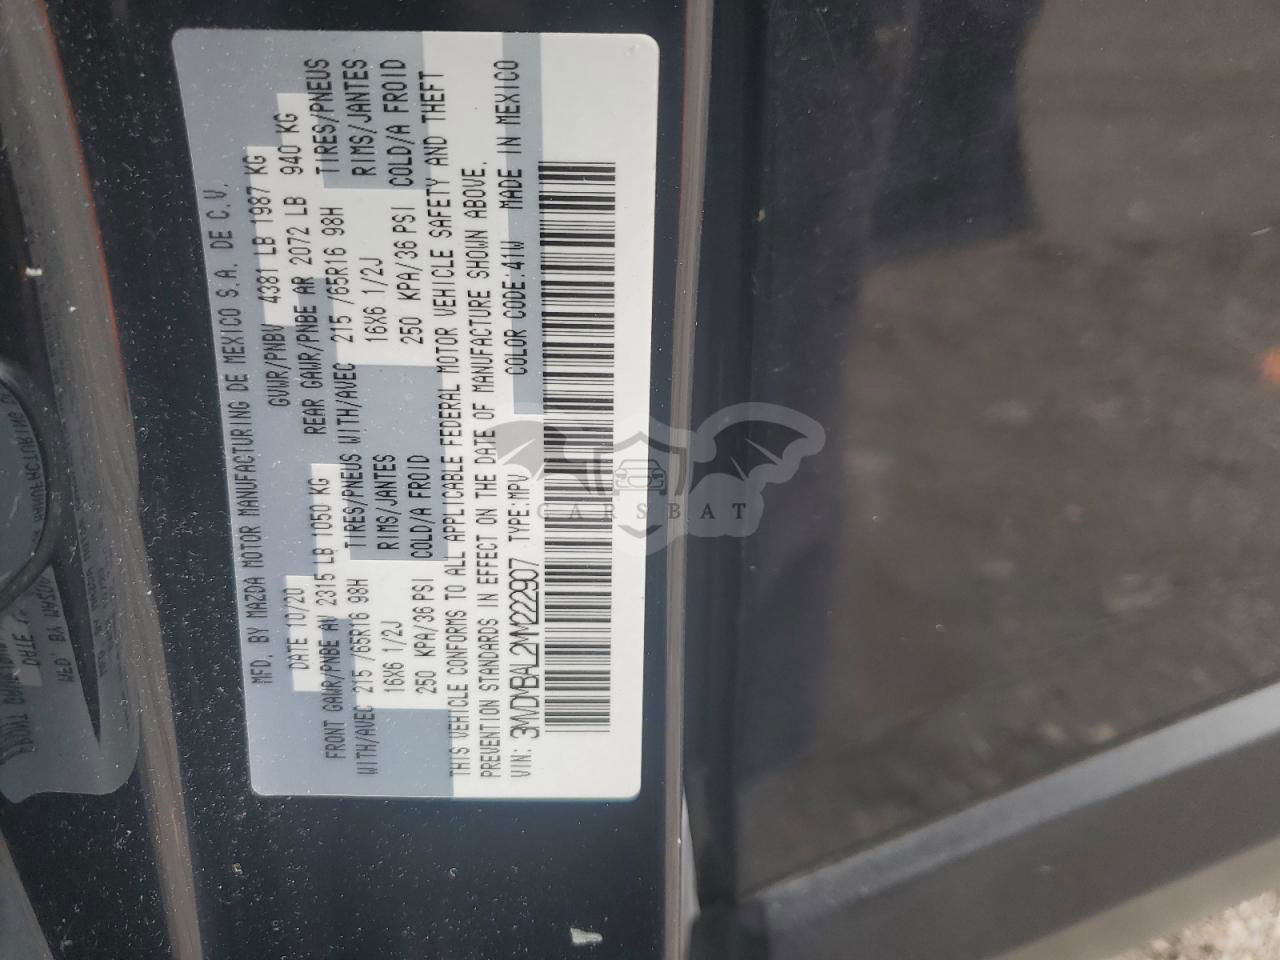 MFD. BY MAZDA MOTOR MANUFACTURING DE MEXICO S.A. DE C.V.
DATE 10/20 GVWR/PNBV 4381 LB 1987 KG
FRONT GAWR/PNBE AV 2315 LB 1050 KG REAR GAWR/PNBE AR 2072 LB 940 KG
WITH/AVEC 215 /65R16 98H TIRES/PNEUS WITH/AVEC 215 /65R16 98H TIRES/PNEUS
16X6 1/2J RIMS/JANTES 16X6 1/2J RIMS/JANTES
250 KPA/36 PSI COLD/A FROID 250 KPA/36 PSI COLD/A FROID
THIS VEHICLE CONFORMS TO ALL APPLICABLE FEDERAL MOTOR VEHICLE SAFETY AND THEFT
PREVENTION STANDARDS IN EFFECT ON THE DATE OF MANUFACTURE SHOWN ABOVE.
VIN: 3MVDMBAL2MM222907 TYPE:MPV COLOR CODE:41W MADE IN MEXICO
CARSBAT